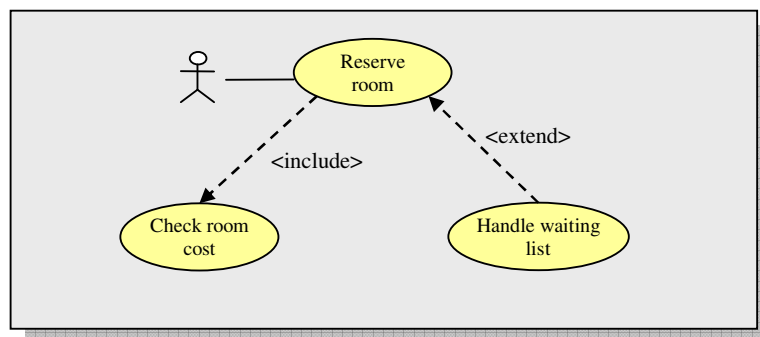 Reserve
room
<extend>
<include>
Check room
cost
Handle waiting
list